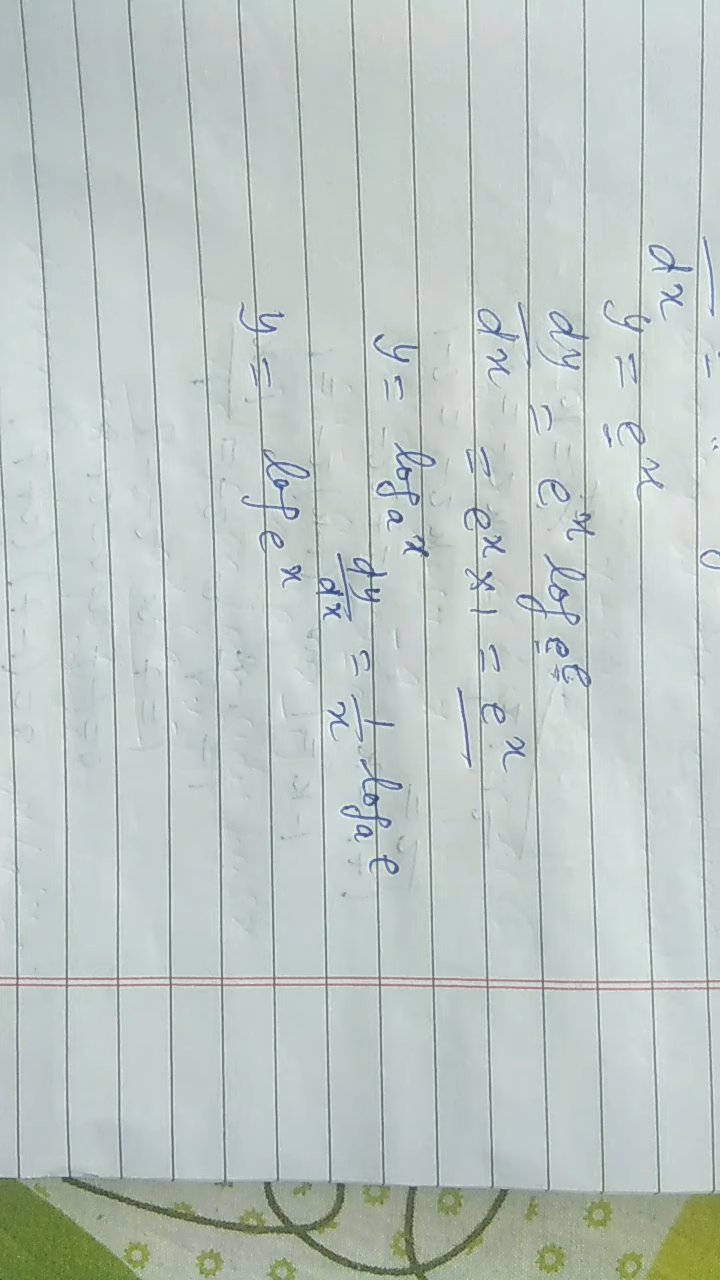 dx
y = e^x
dy = e^x log_e e
dx
= e^x × 1 = e^x
y = log_a x
dy/dx = 1/x log_a e
y = log_e x